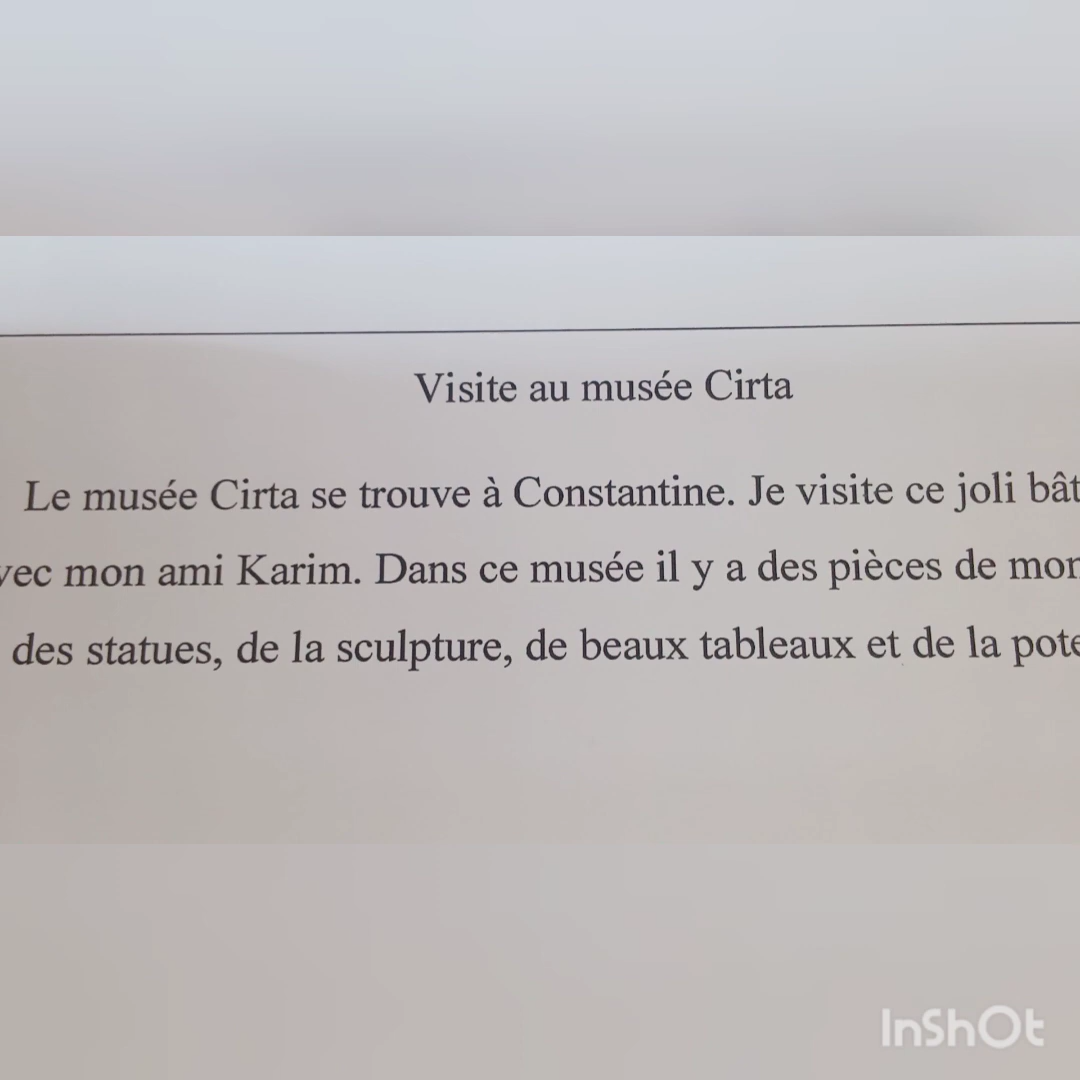 Visite au musée Cirta
Le musée Cirta se trouve à Constantine. Je visite ce joli
mon ami Karim. Dans ce musée il y a des pièces de
des statues, de la sculpture, de beaux tableaux et de la
InShOt